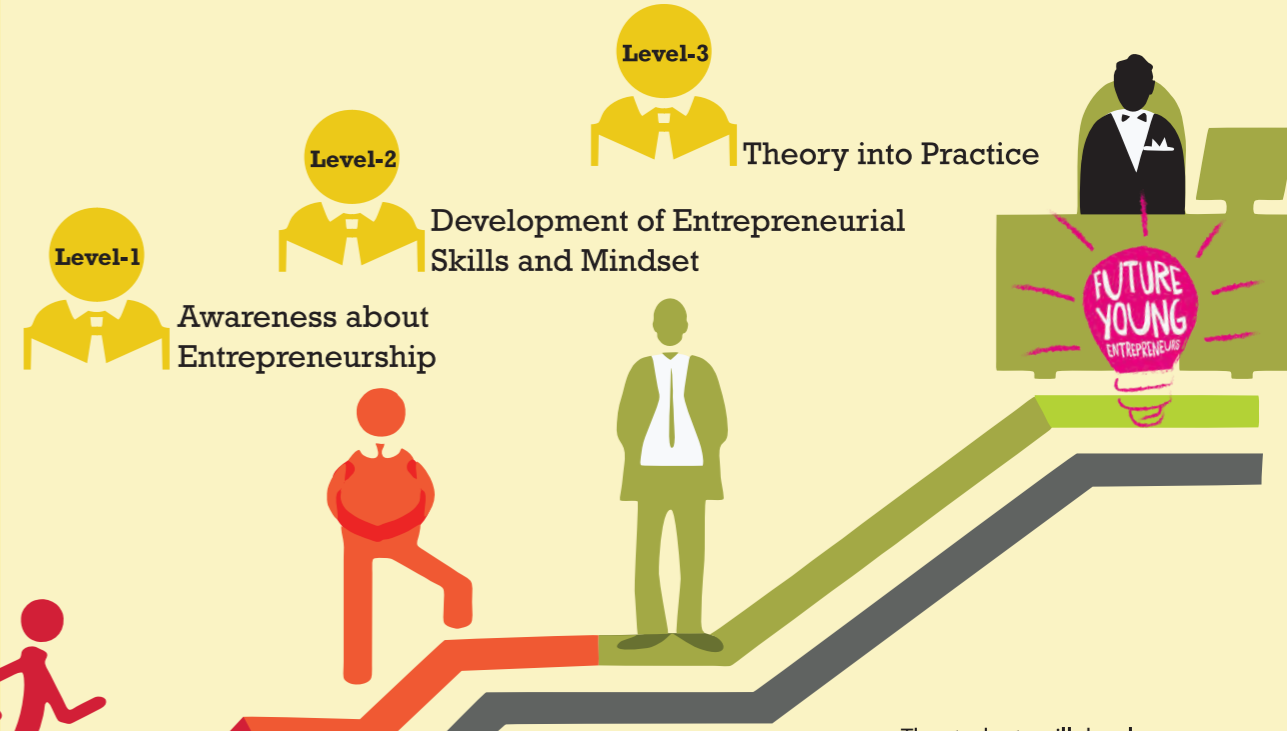 Level-1
Awareness about
Entrepreneurship
Level-2
Development of Entrepreneurial
Skills and Mindset
Level-3
Theory into Practice
FUTURE
YOUNG
ENTREPRENEURS